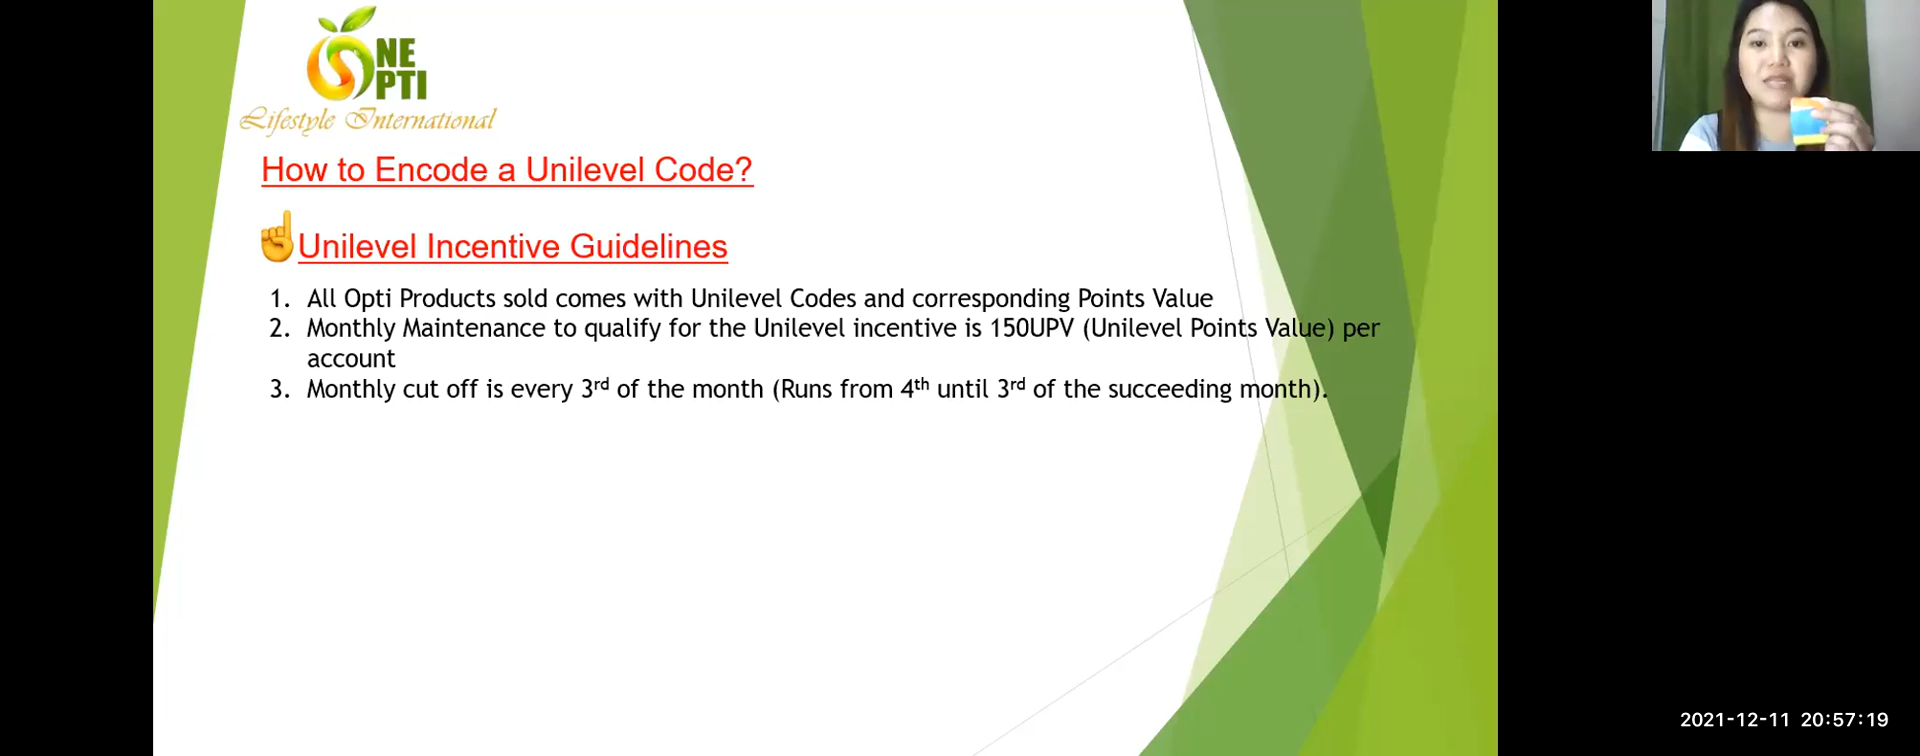 ONE
OPTI
Lifestyle International
How to Encode a Unilevel Code?
☝Unilevel Incentive Guidelines
1. All Opti Products sold comes with Unilevel Codes and corresponding Points Value
2. Monthly Maintenance to qualify for the Unilevel incentive is 150UPV (Unilevel Points Value) per
account
3. Monthly cut off is every 3rd of the month (Runs from 4th until 3rd of the succeeding month).
2021-12-11 20:57:19